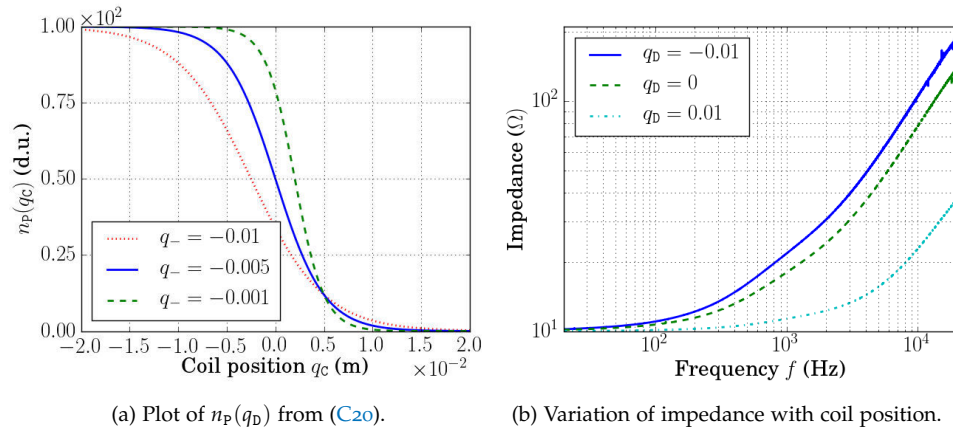 1.00 ×10²
0.75
0.50
0.25
0.00
n_P(q_C) (d.u.)
q_− = −0.01
q_− = −0.005
q_− = −0.001
−2.0 −1.5 −1.0 −0.5 0.0 0.5 1.0 1.5 2.0
Coil position q_C (m) ×10⁻²
(a) Plot of n_P(q_D) from (C20).
q_D = −0.01
q_D = 0
q_D = 0.01
10²
10¹
Impedance (Ω)
10² 10³ 10⁴
Frequency f (Hz)
(b) Variation of impedance with coil position.